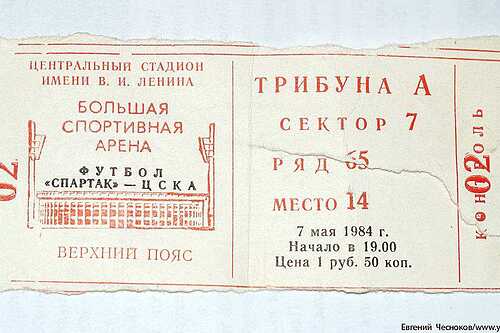 ЦЕНТРАЛЬНЫЙ СТАДИОН
ИМЕНИ В. И. ЛЕНИНА
БОЛЬШАЯ
СПОРТИВНАЯ
АРЕНА
ФУТБОЛ
«СПАРТАК» — ЦСКА
ВЕРХНИЙ ПОЯС
ТРИБУНА А
СЕКТОР 7
РЯД 65
МЕСТО 14
7 мая 1984 г.
Начало в 19.00
Цена 1 руб. 50 коп.
02
02
Евгений Чесноков/www.y